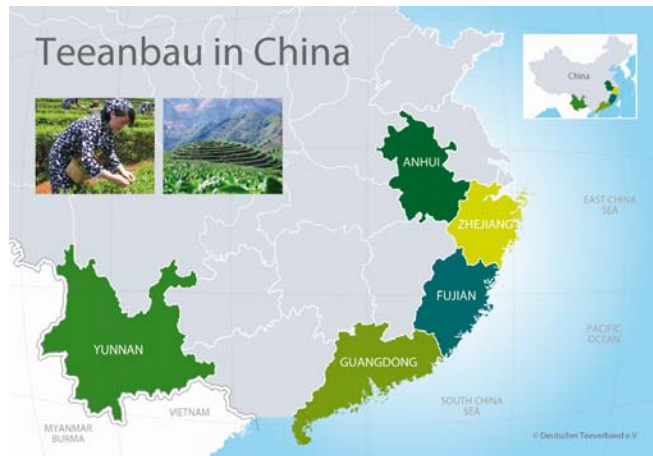 Teeanbau in China
China
ANHUI
EAST CHINA
SEA
ZHEJIANG
FUJIAN
PACIFIC
OCEAN
YUNNAN
GUANGDONG
SOUTH CHINA
SEA
VIETNAM
MYANMAR
BURMA
© Deutscher Teeverband e.V.